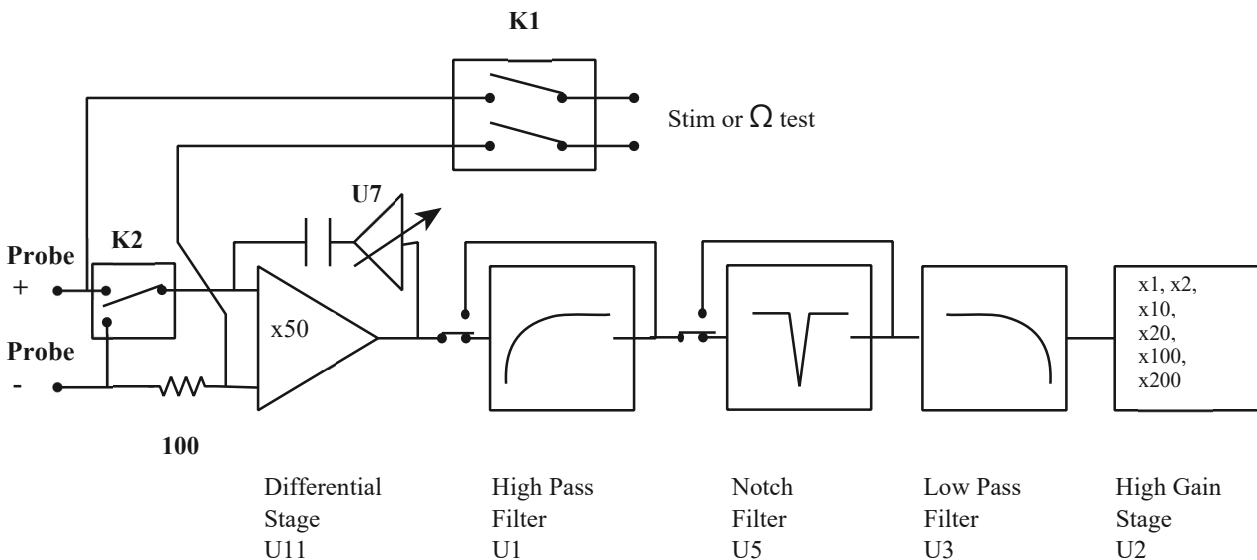 K1
Stim or Ω test
U7
K2
Probe
+
Probe
-
x50
100
x1, x2,
x10,
x20,
x100,
x200
Differential
Stage
U11
High Pass
Filter
U1
Notch
Filter
U5
Low Pass
Filter
U3
High Gain
Stage
U2